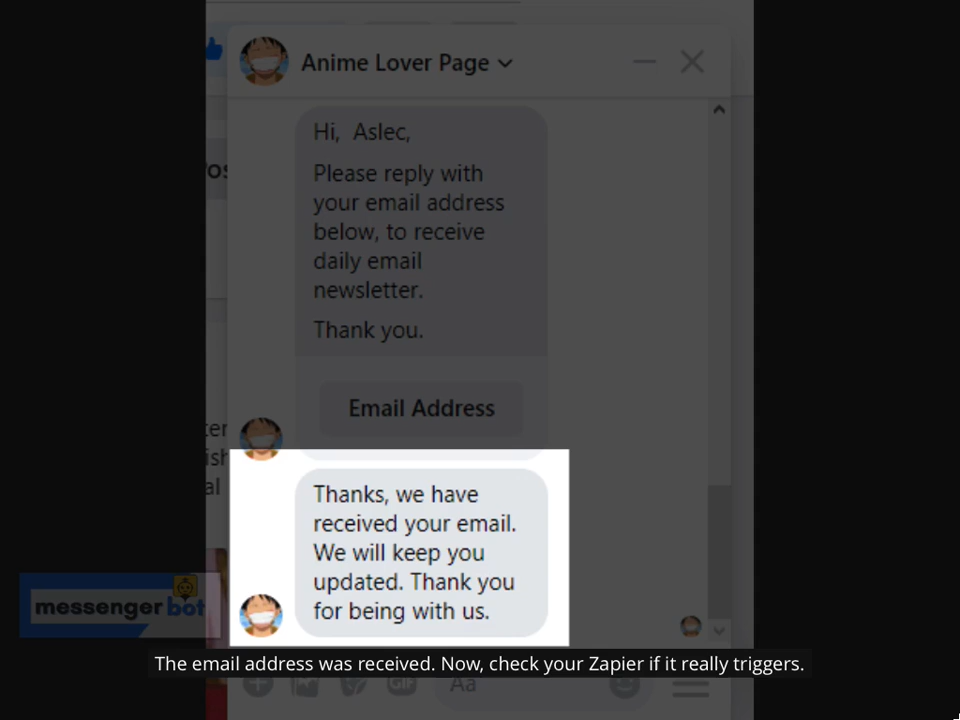 Anime Lover Page
Hi, Aslec,
Please reply with
your email address
below, to receive
daily email
newsletter.
Thank you.
Email Address
Thanks, we have
received your email.
We will keep you
updated. Thank you
for being with us.
messenger bot
The email address was received. Now, check your Zapier if it really triggers.
GIF
Aa